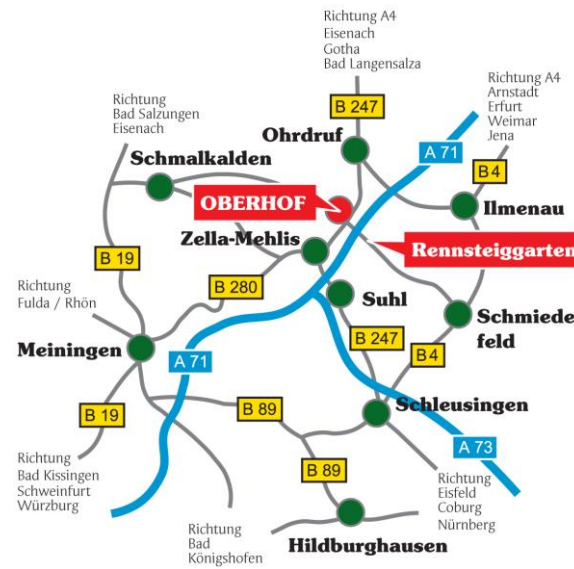 Richtung A4
Eisenach
Gotha
Bad Langensalza
Richtung A4
Arnstadt
Erfurt
Weimar
Jena
Richtung
Bad Salzungen
Eisenach
B 247
Ohrdruf
A 71
B4
Schmalkalden
OBERHOF
Ilmenau
Zella-Mehlis
Rennsteiggarten
B 19
B 280
Richtung
Fulda / Rhön
Suhl
Schmiede
feld
Meiningen
B 247
B4
A 71
B 19
B 89
Schleusingen
A 73
Richtung
Bad Kissingen
Schweinfurt
Würzburg
B 89
Richtung
Eisfeld
Coburg
Nürnberg
Richtung
Bad
Königshofen
Hildburghausen